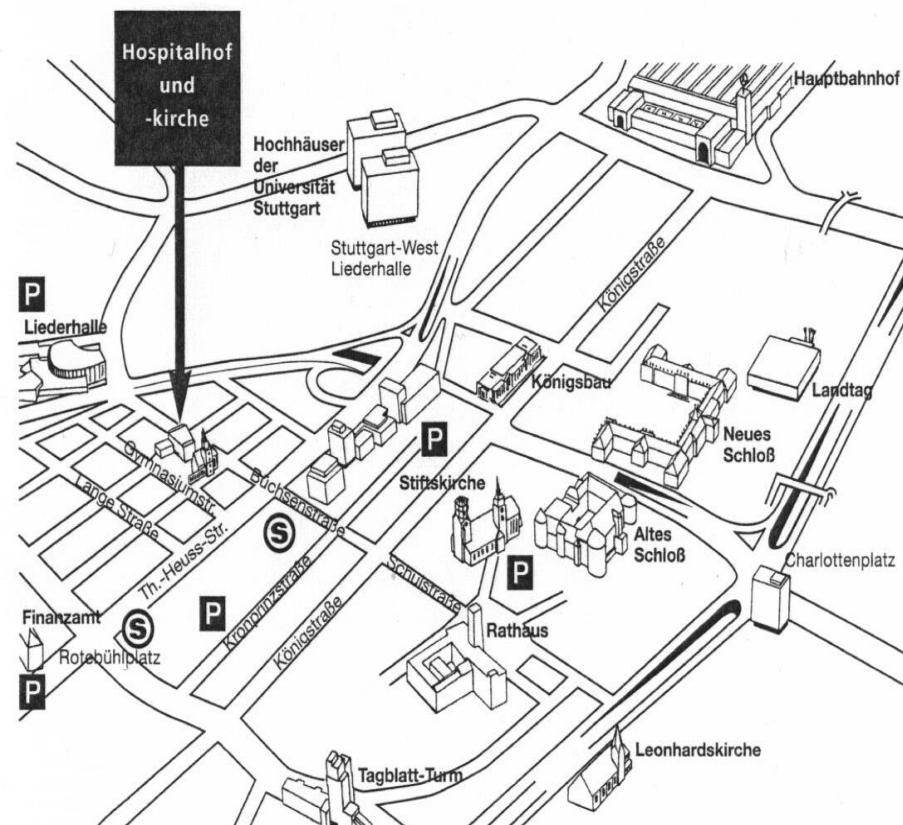 Hospitalhof
und
-kirche
Hauptbahnhof
Hochhäuser
der
Universität
Stuttgart
Stuttgart-West
Liederhalle
Königstraße
P
Liederhalle
Königsbau
Landtag
Neues
Schloß
P
Gymnasiumstr.
Büchsenstraße
Lange Straße
Stiftskirche
Th.-Heuss-Str.
S
Altes
Schloß
Charlottenplatz
P
Schulstraße
Kronprinzstraße
Königstraße
Finanzamt
S
P
Rathaus
Rotebühlplatz
P
Leonhardskirche
Tagblatt-Turm